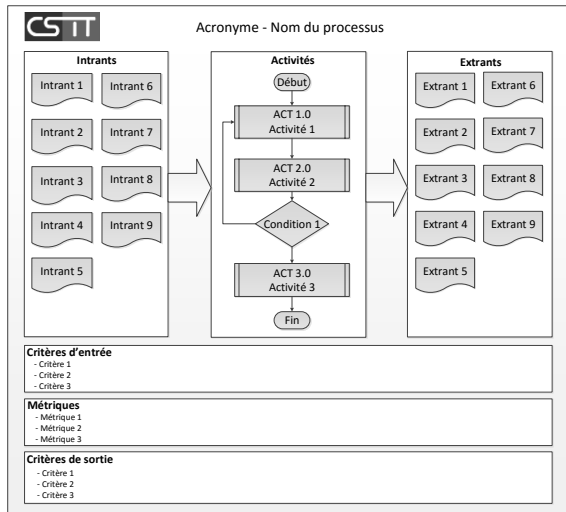 CSTIT
Acronyme - Nom du processus
Intrants
Intrant 1
Intrant 6
Intrant 2
Intrant 7
Intrant 3
Intrant 8
Intrant 4
Intrant 9
Intrant 5
Activités
Début
ACT 1.0
Activité 1
ACT 2.0
Activité 2
Condition 1
ACT 3.0
Activité 3
Fin
Extrants
Extrant 1
Extrant 6
Extrant 2
Extrant 7
Extrant 3
Extrant 8
Extrant 4
Extrant 9
Extrant 5
Critères d'entrée
- Critère 1
- Critère 2
- Critère 3
Métriques
- Métrique 1
- Métrique 2
- Métrique 3
Critères de sortie
- Critère 1
- Critère 2
- Critère 3